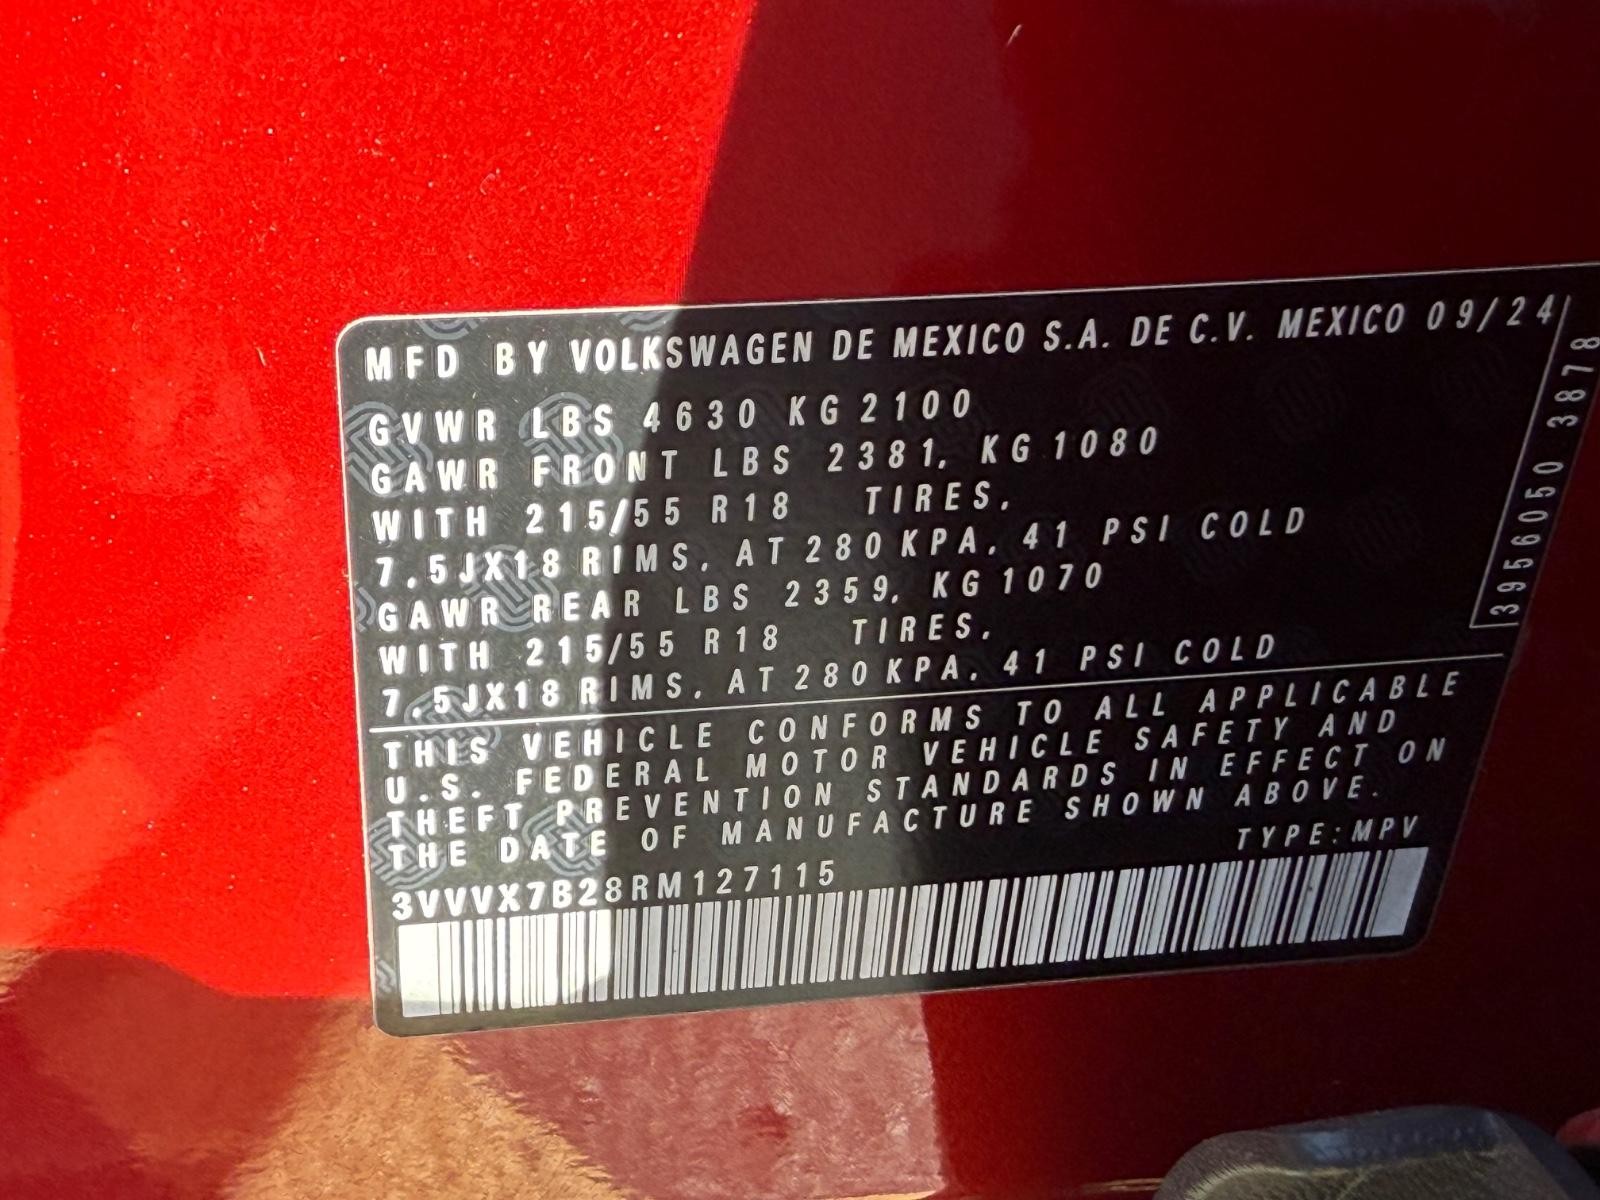 MFD BY VOLKSWAGEN DE MEXICO S.A. DE C.V. MEXICO 09/24
GVWR LBS 4630 KG 2100
GAWR FRONT LBS 2381, KG 1080
WITH 215/55 R18 TIRES,
7.5JX18 RIMS, AT 280 KPA, 41 PSI COLD
GAWR REAR LBS 2359, KG 1070
WITH 215/55 R18 TIRES,
7.5JX18 RIMS, AT 280 KPA, 41 PSI COLD
3956050 3878
THIS VEHICLE CONFORMS TO ALL APPLICABLE
U.S. FEDERAL MOTOR VEHICLE SAFETY AND
THEFT PREVENTION STANDARDS IN EFFECT ON
THE DATE OF MANUFACTURE SHOWN ABOVE.
TYPE:MPV
3VVVX7B28RM127115